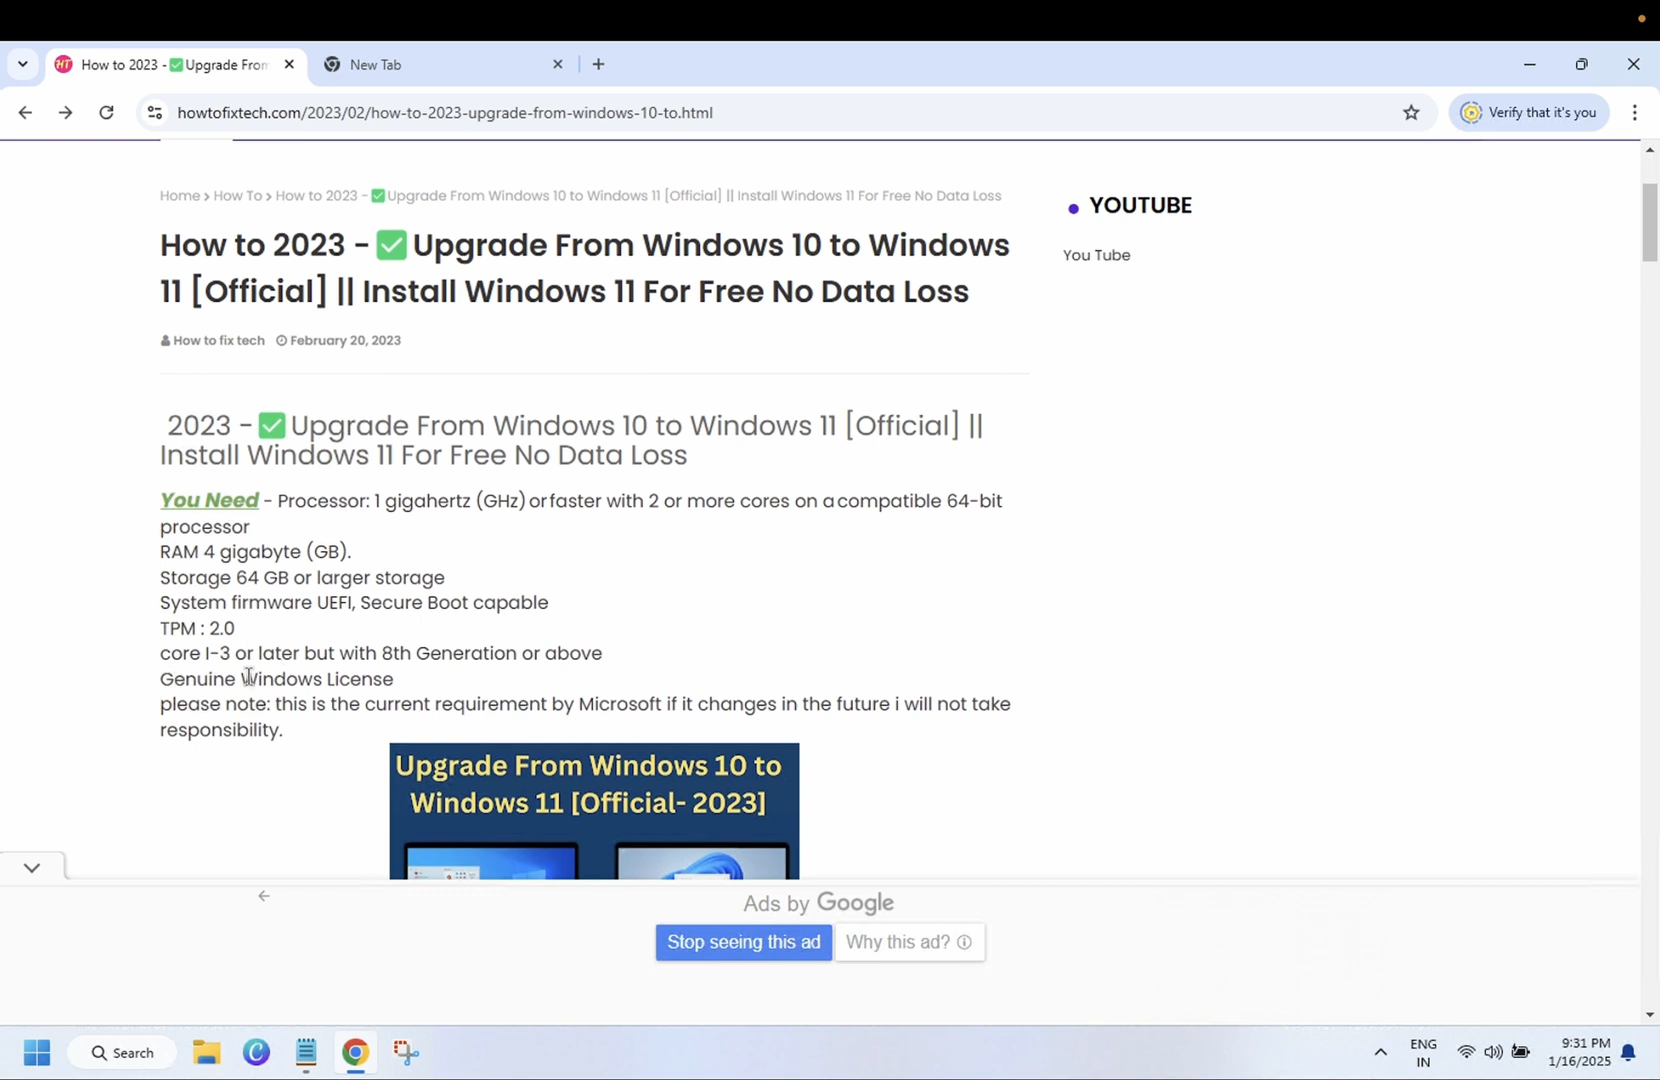 How to 2023 - ✅Upgrade From
New Tab
howtofixtech.com/2023/02/how-to-2023-upgrade-from-windows-10-to.html
Verify that it's you
Home > How To > How to 2023 - ✅Upgrade From Windows 10 to Windows 11 [Official] || Install Windows 11 For Free No Data Loss
How to 2023 - ✅Upgrade From Windows 10 to Windows
11 [Official] || Install Windows 11 For Free No Data Loss
How to fix tech February 20, 2023
YOUTUBE
You Tube
2023 - ✅Upgrade From Windows 10 to Windows 11 [Official] ||
Install Windows 11 For Free No Data Loss
You Need - Processor: 1 gigahertz (GHz) or faster with 2 or more cores on a compatible 64-bit
processor
RAM 4 gigabyte (GB).
Storage 64 GB or larger storage
System firmware UEFI, Secure Boot capable
TPM : 2.0
core I-3 or later but with 8th Generation or above
Genuine Windows License
please note: this is the current requirement by Microsoft if it changes in the future i will not take
responsibility.
Upgrade From Windows 10 to
Windows 11 [Official- 2023]
Ads by Google
Stop seeing this ad
Why this ad?
Search
ENG
IN
9:31 PM
1/16/2025